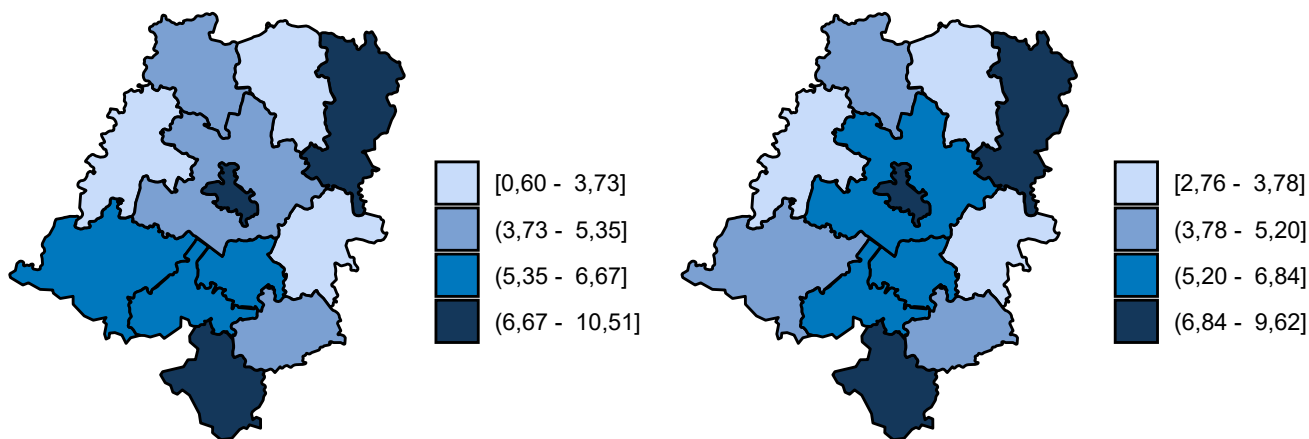 [0,60 - 3,73]
(3,73 - 5,35]
(5,35 - 6,67]
(6,67 - 10,51]
[2,76 - 3,78]
(3,78 - 5,20]
(5,20 - 6,84]
(6,84 - 9,62]